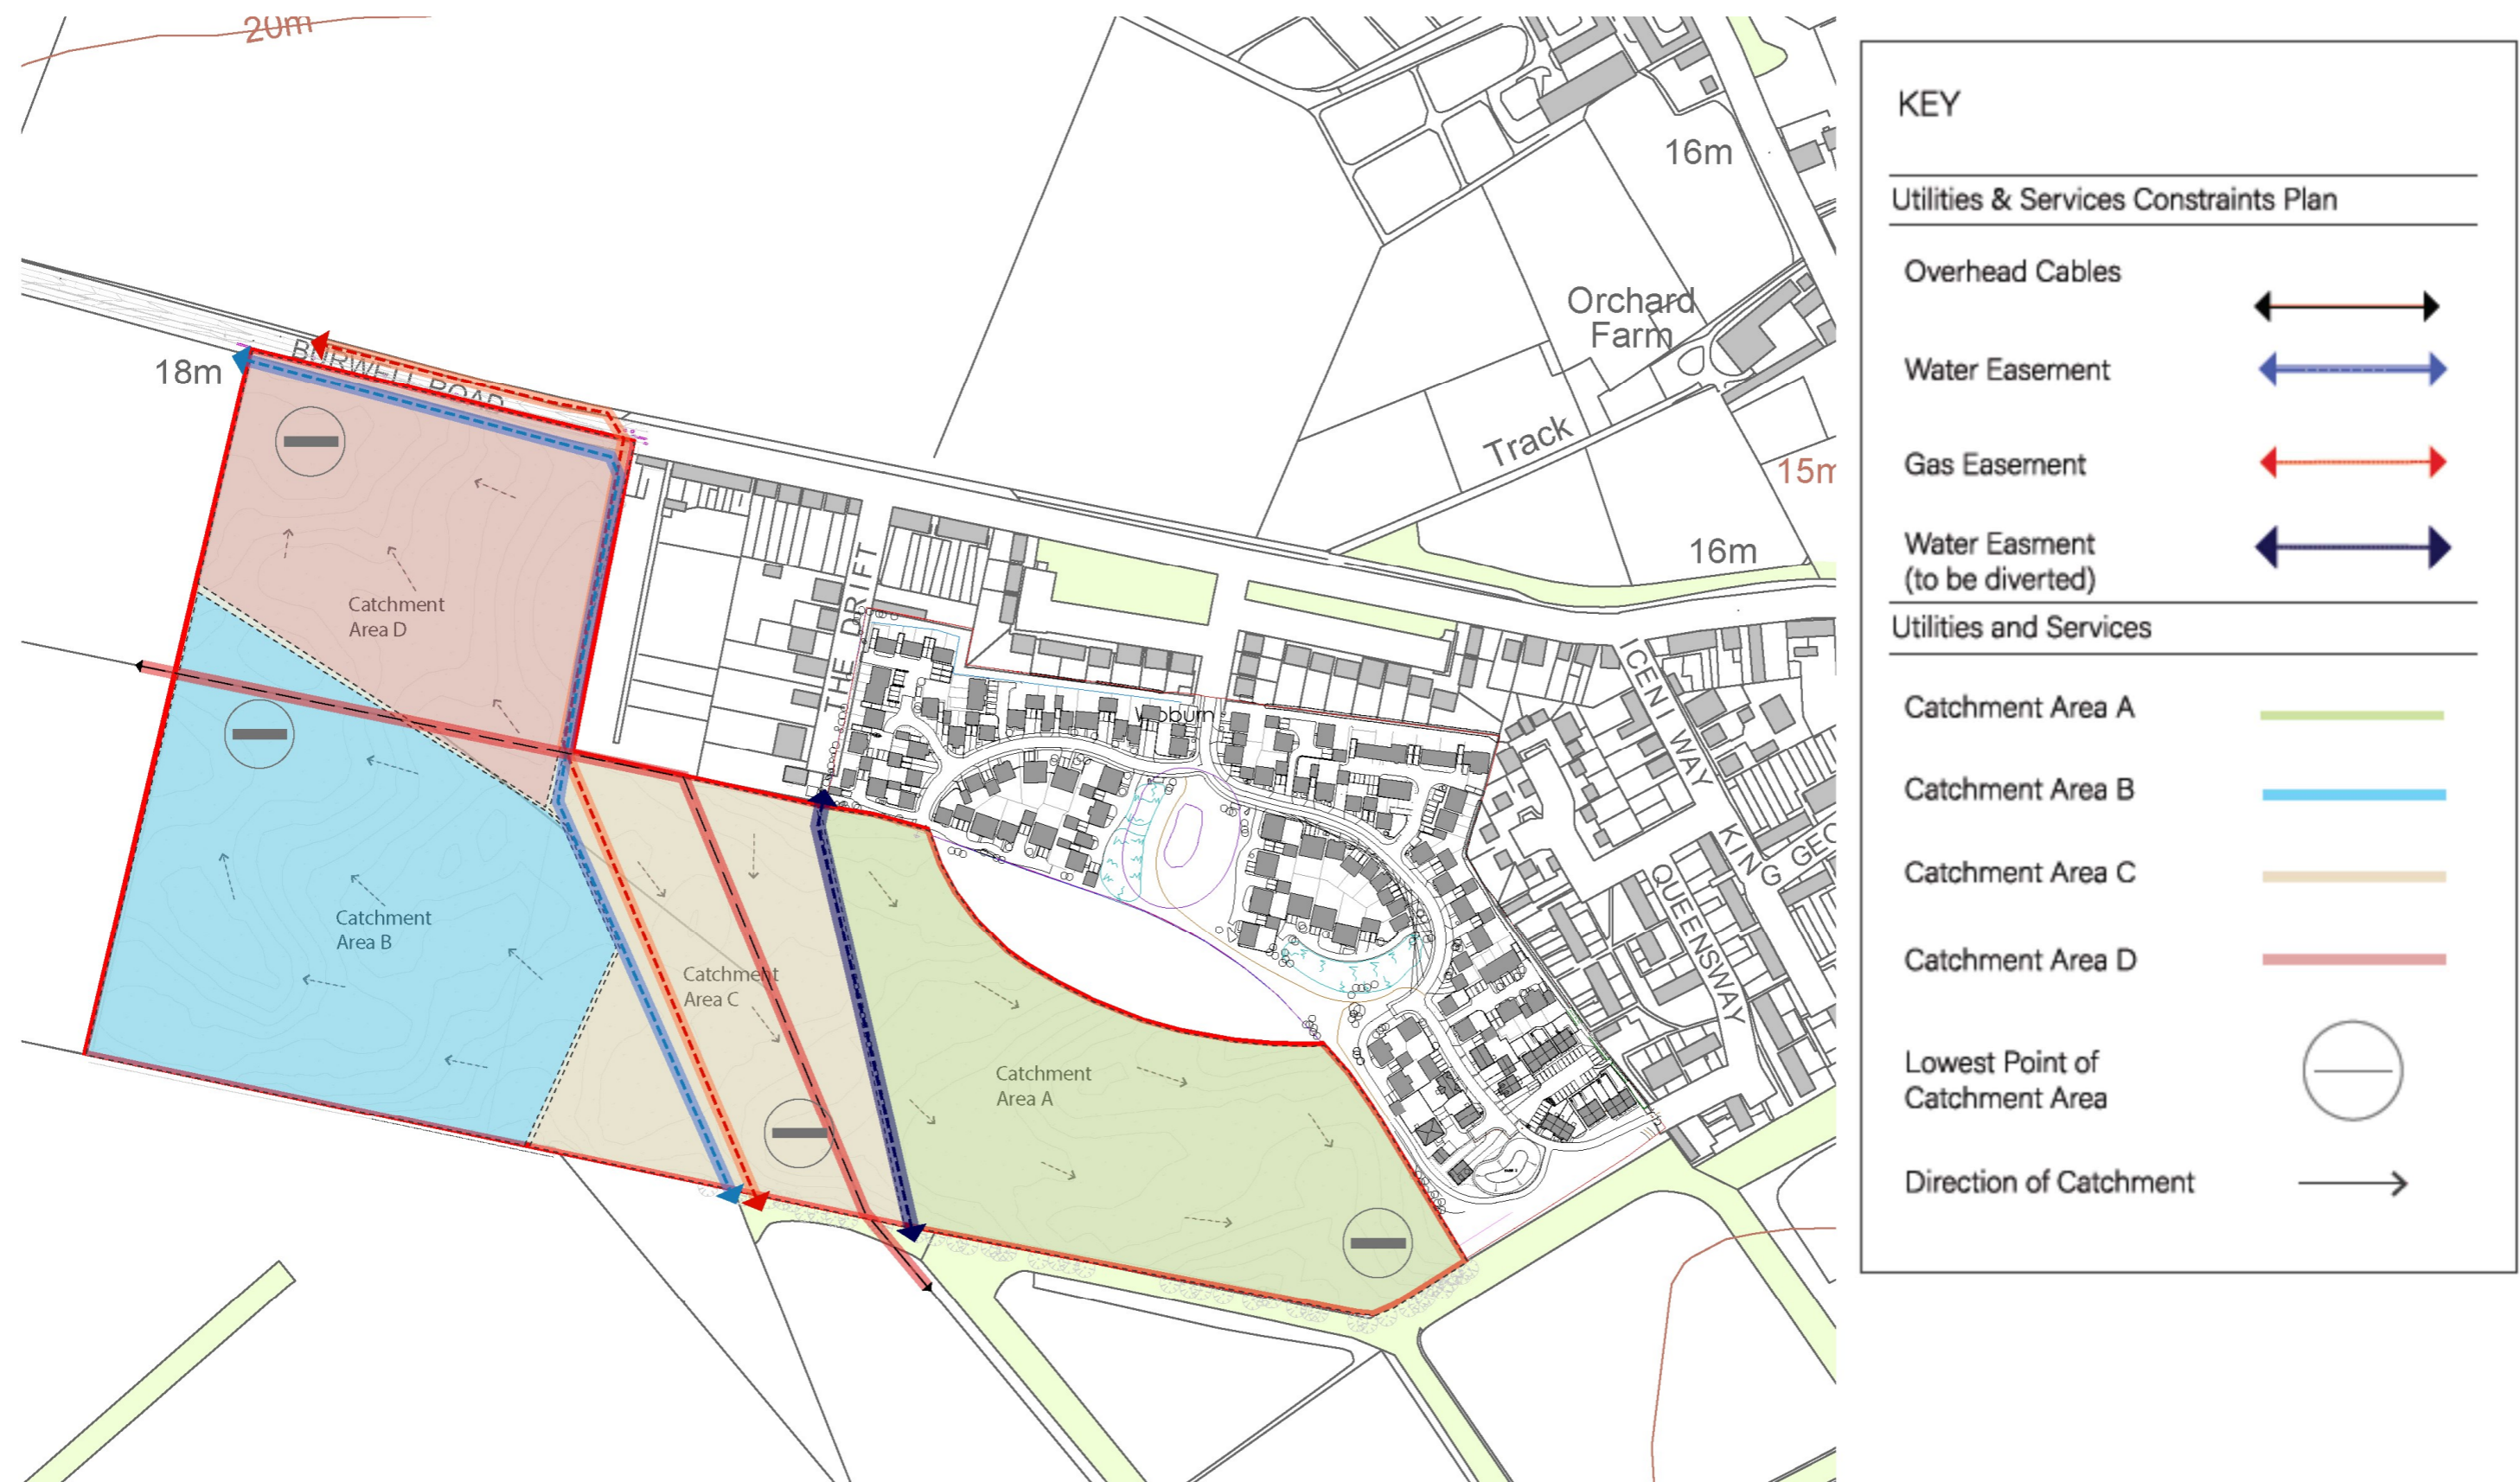 20m
16m
Orchard
Farm
Track
15m
16m
18m
BURWELL ROAD
THE DRIFT
Woburn
ICENI WAY
KING GEO
QUEENSWAY
Catchment
Area D
Catchment
Area B
Catchment
Area C
Catchment
Area A
KEY
Utilities & Services Constraints Plan
Overhead Cables
Water Easement
Gas Easement
Water Easment
(to be diverted)
Utilities and Services
Catchment Area A
Catchment Area B
Catchment Area C
Catchment Area D
Lowest Point of
Catchment Area
Direction of Catchment